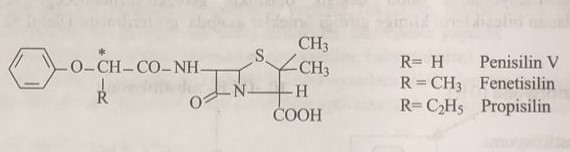 *
CH3
S
O–CH–CO–NH
CH3
R
O
N
H
COOH
R= H Penisilin V
R = CH3 Fenetisilin
R= C2H5 Propisilin